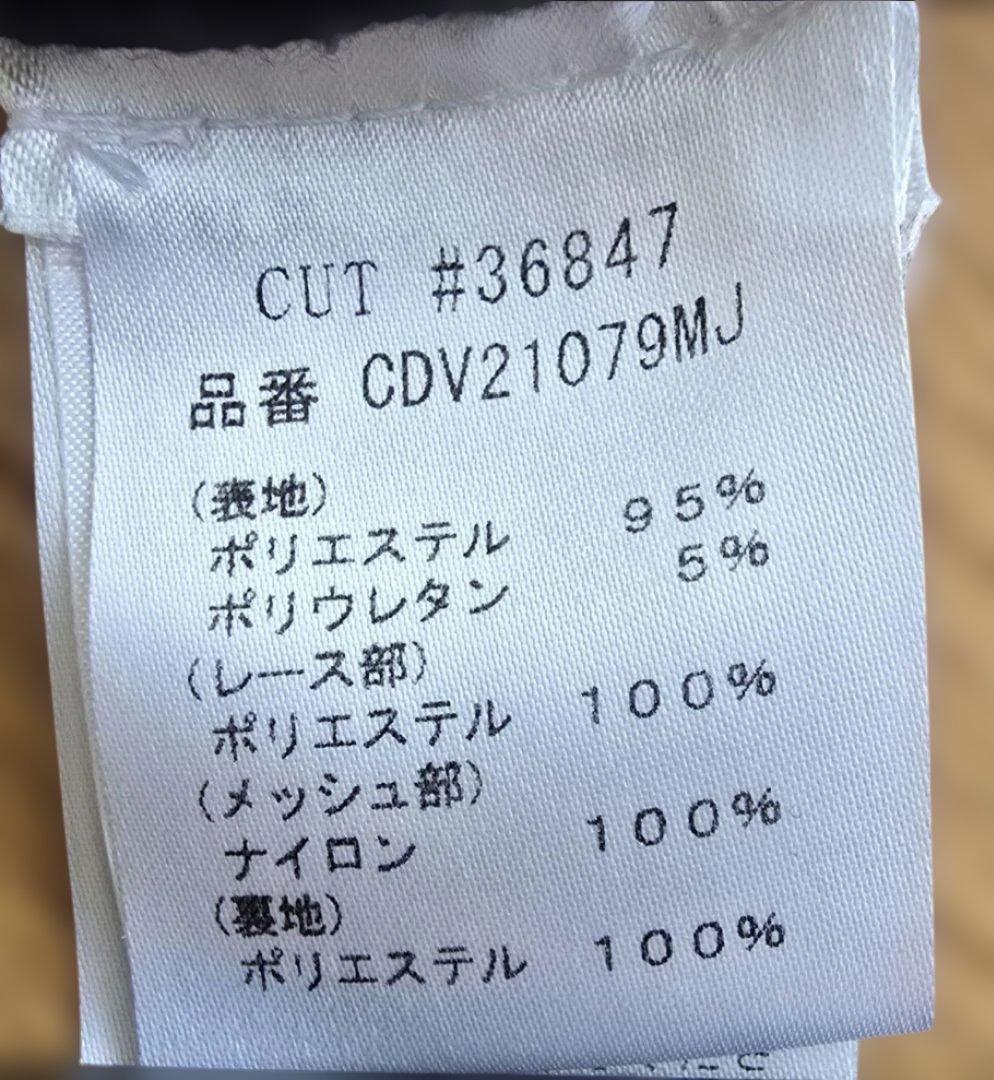 CUT #36847
品番 CDV21079MJ
(表地)
ポリエステル 95%
ポリウレタン 5%
(レース部)
ポリエステル 100%
(メッシュ部)
ナイロン 100%
(裏地)
ポリエステル 100%